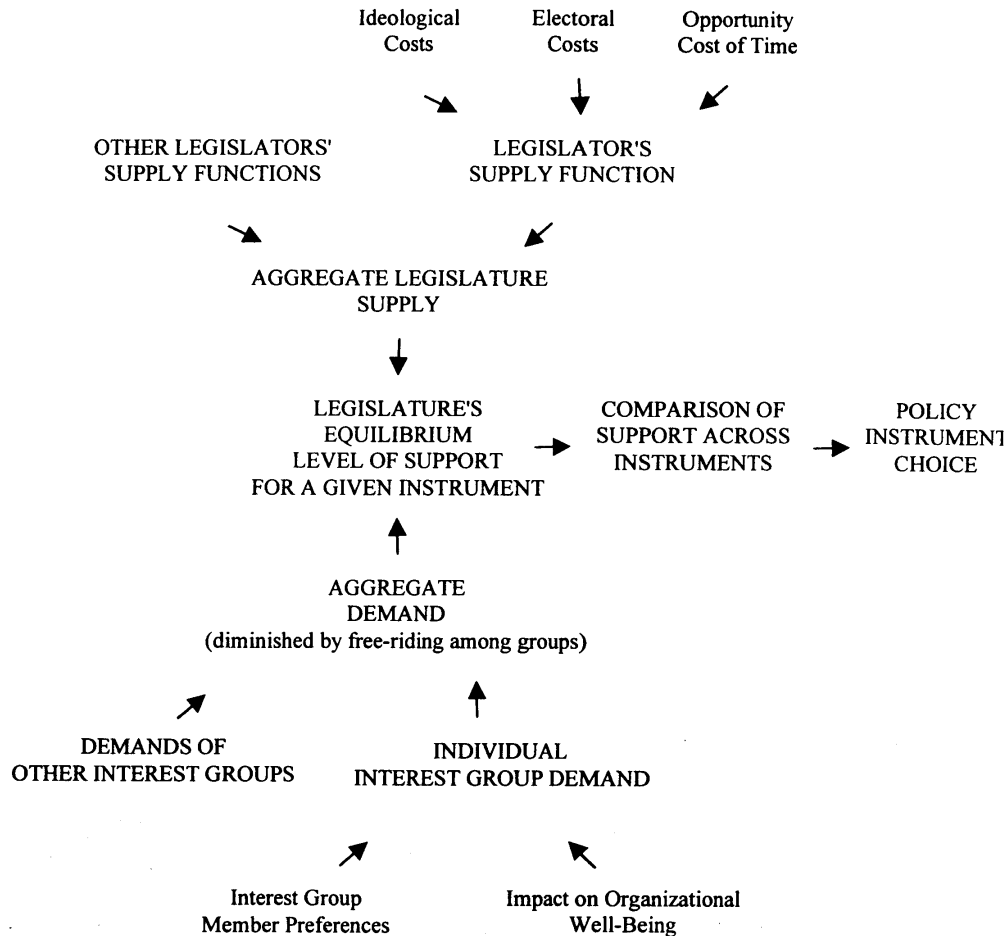 Ideological
Costs
Electoral
Costs
Opportunity
Cost of Time
OTHER LEGISLATORS'
SUPPLY FUNCTIONS
LEGISLATOR'S
SUPPLY FUNCTION
AGGREGATE LEGISLATURE
SUPPLY
LEGISLATURE'S
EQUILIBRIUM
LEVEL OF SUPPORT
FOR A GIVEN INSTRUMENT
COMPARISON OF
SUPPORT ACROSS
INSTRUMENTS
POLICY
INSTRUMENT
CHOICE
AGGREGATE
DEMAND
(diminished by free-riding among groups)
DEMANDS OF
OTHER INTEREST GROUPS
INDIVIDUAL
INTEREST GROUP DEMAND
Interest Group
Member Preferences
Impact on Organizational
Well-Being